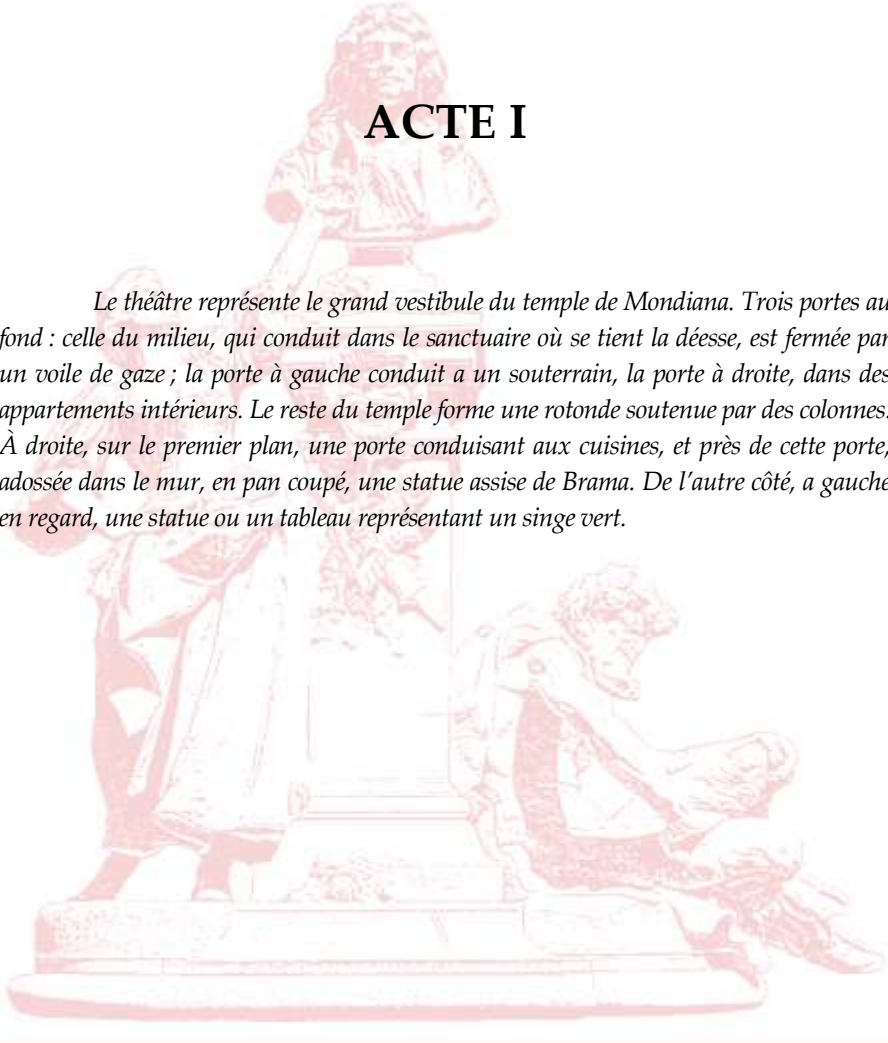 ACTE I
Le théâtre représente le grand vestibule du temple de Mondiana. Trois portes au
fond : celle du milieu, qui conduit dans le sanctuaire où se tient la déesse, est fermée par
un voile de gaze ; la porte à gauche conduit a un souterrain, la porte à droite, dans des
appartements intérieurs. Le reste du temple forme une rotonde soutenue par des colonnes.
À droite, sur le premier plan, une porte conduisant aux cuisines, et près de cette porte,
adossée dans le mur, en pan coupé, une statue assise de Brama. De l’autre côté, a gauche
en regard, une statue ou un tableau représentant un singe vert.